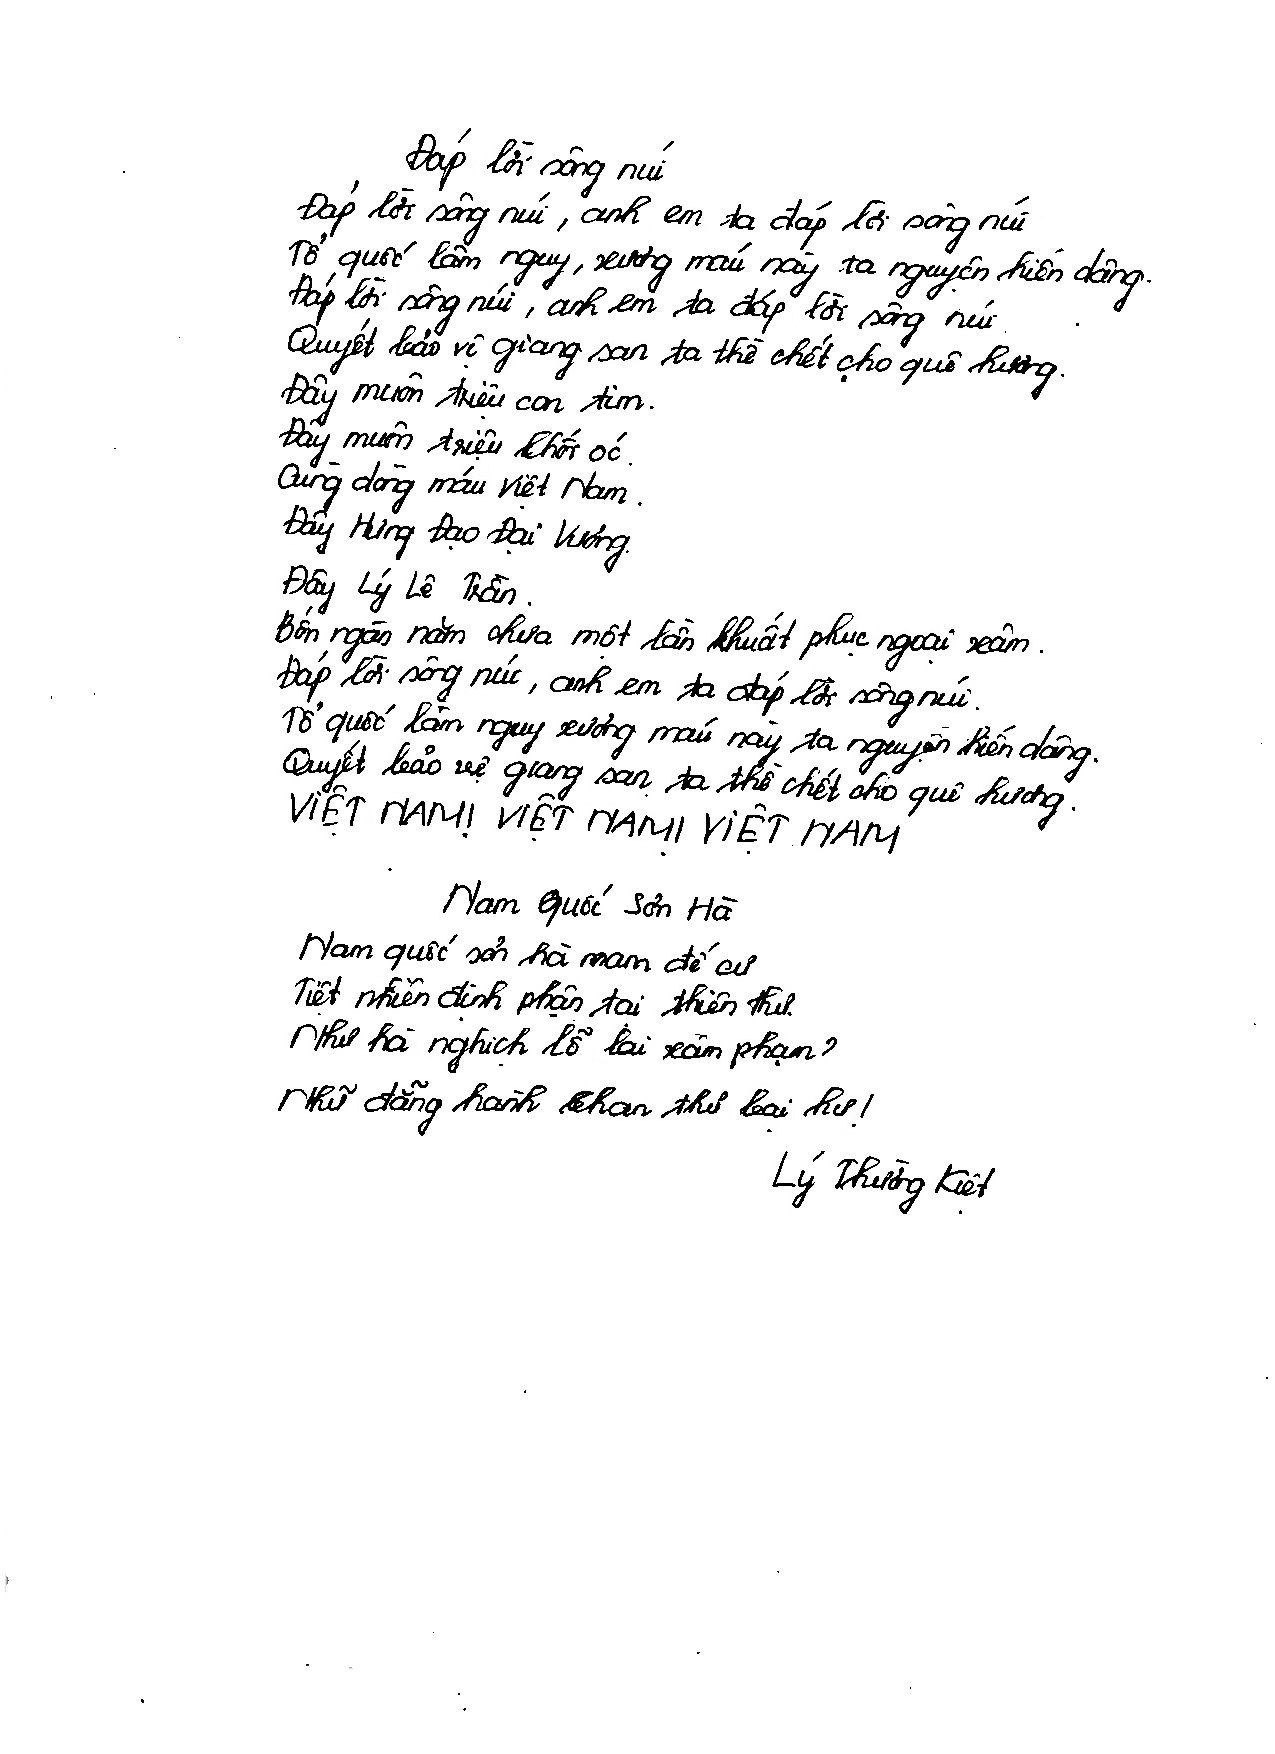 Đáp lời sông núi
Đáp lời sông núi, anh em ta đáp lời sông núi
Tổ quốc lâm nguy, xương máu này ta nguyện hiến dâng.
Đáp lời sông núi, anh em ta đáp lời sông núi
Quyết bảo vệ giang san ta thề chết cho quê hương.
Đây muôn triệu con tim.
Đây muôn triệu khối óc.
Cùng dòng máu Việt Nam.
Đây Hưng Đạo Đại Vương.
Đây Lý Lê Trần.
Bốn ngàn năm chưa một lần khuất phục ngoại xâm.
Đáp lời sông núi, anh em ta đáp lời sông núi.
Tổ quốc lâm nguy xương máu này ta nguyện hiến dâng.
Quyết bảo vệ giang san ta thề chết cho quê hương.
VIỆT NAM! VIỆT NAM! VIỆT NAM
Nam Quốc Sơn Hà
Nam quốc sơn hà nam đế cư
Tiệt nhiên định phận tại thiên thư.
Như hà nghịch lỗ lai xâm phạm?
Nhữ đẳng hành khan thư bại hư!
Lý Thường Kiệt